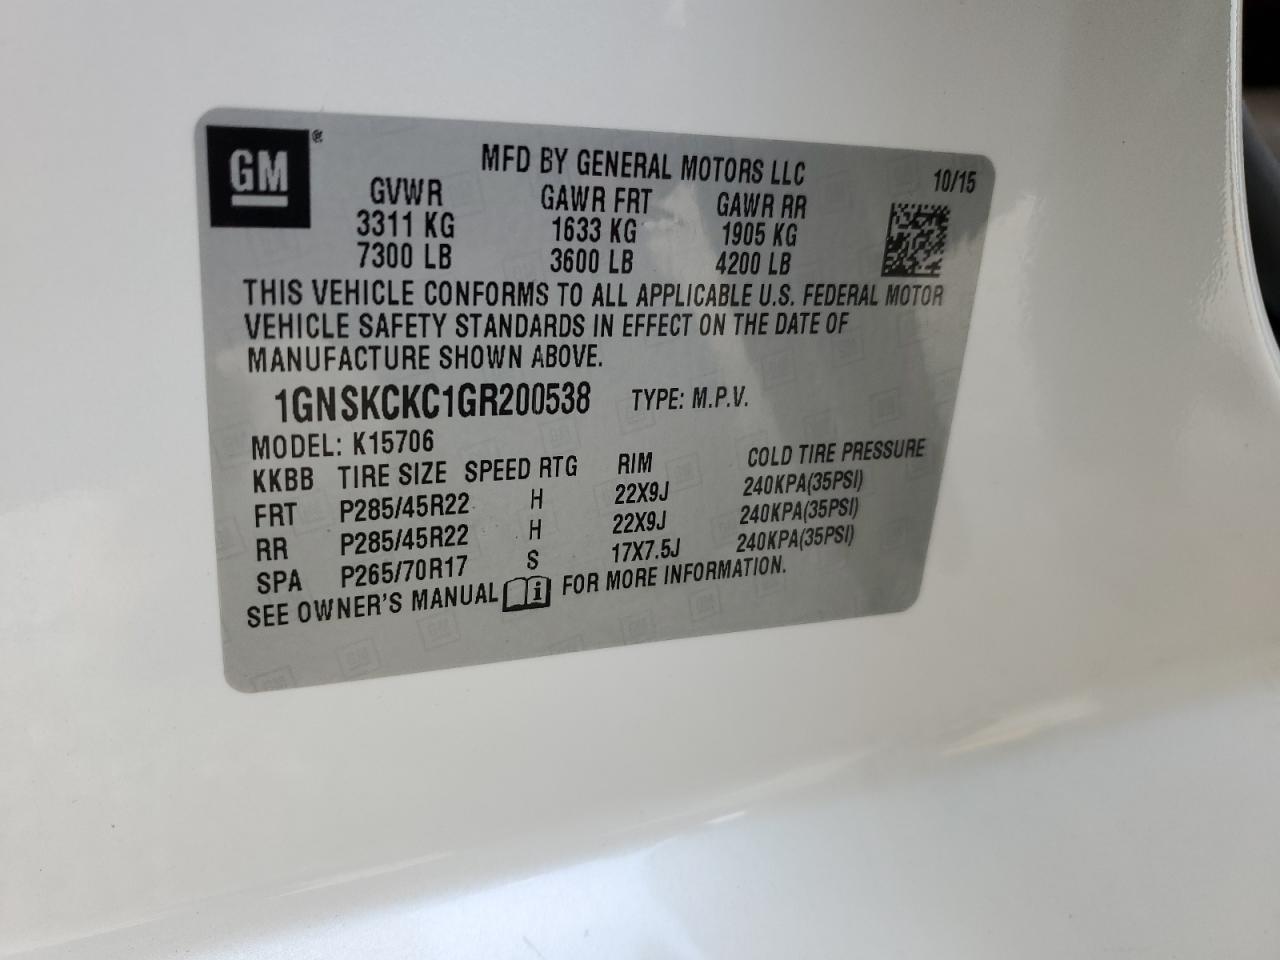 GM ®
MFD BY GENERAL MOTORS LLC 10/15
GVWR GAWR FRT GAWR RR
3311 KG 1633 KG 1905 KG
7300 LB 3600 LB 4200 LB
THIS VEHICLE CONFORMS TO ALL APPLICABLE U.S. FEDERAL MOTOR
VEHICLE SAFETY STANDARDS IN EFFECT ON THE DATE OF
MANUFACTURE SHOWN ABOVE.
1GNSKCKC1GR200538 TYPE: M.P.V.
MODEL: K15706
KKBB TIRE SIZE SPEED RTG RIM COLD TIRE PRESSURE
FRT P285/45R22 H 22X9J 240KPA(35PSI)
RR P285/45R22 H 22X9J 240KPA(35PSI)
SPA P265/70R17 S 17X7.5J 240KPA(35PSI)
SEE OWNER'S MANUAL i FOR MORE INFORMATION.